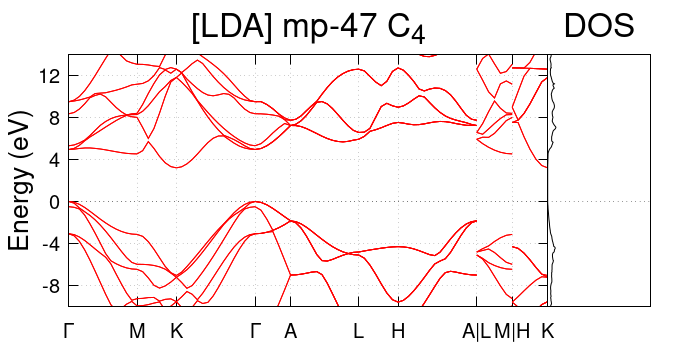 [LDA] mp-47 C₄ DOS
Energy (eV)
12
8
4
0
-4
-8
Γ M K Γ A L H A|L M|H K